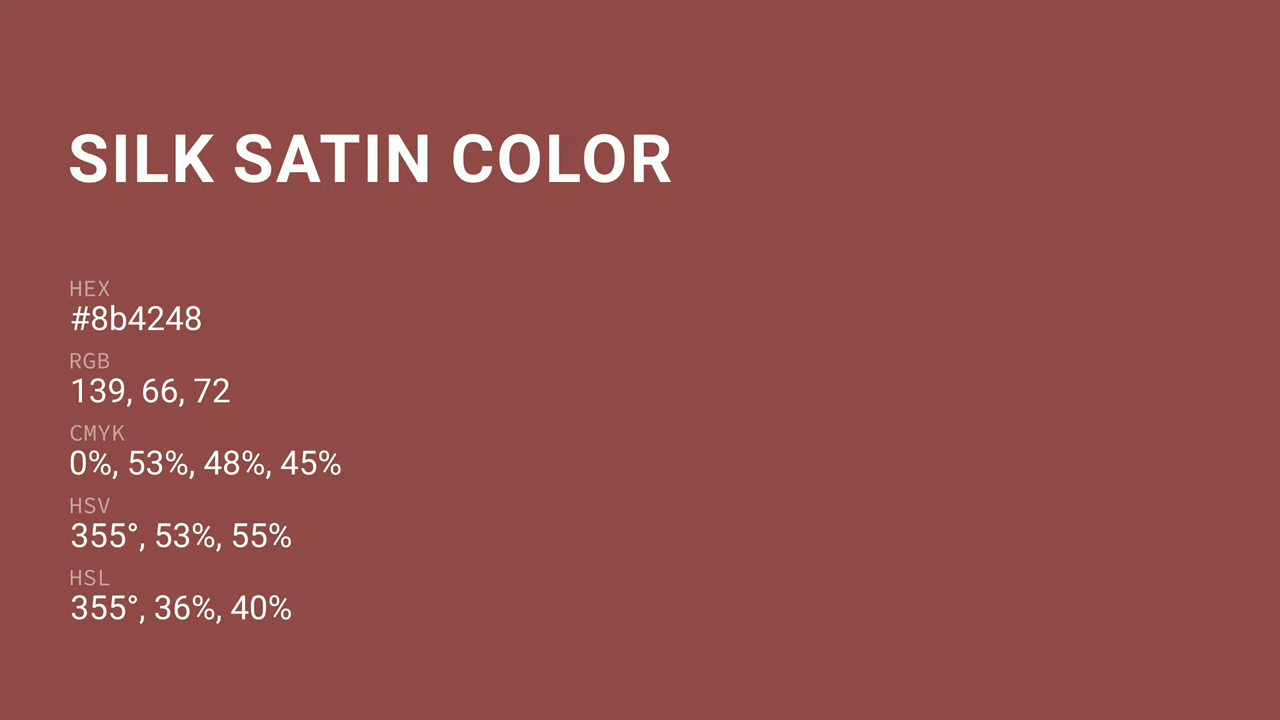 SILK SATIN COLOR
HEX
#8b4248
RGB
139, 66, 72
CMYK
0%, 53%, 48%, 45%
HSV
355°, 53%, 55%
HSL
355°, 36%, 40%